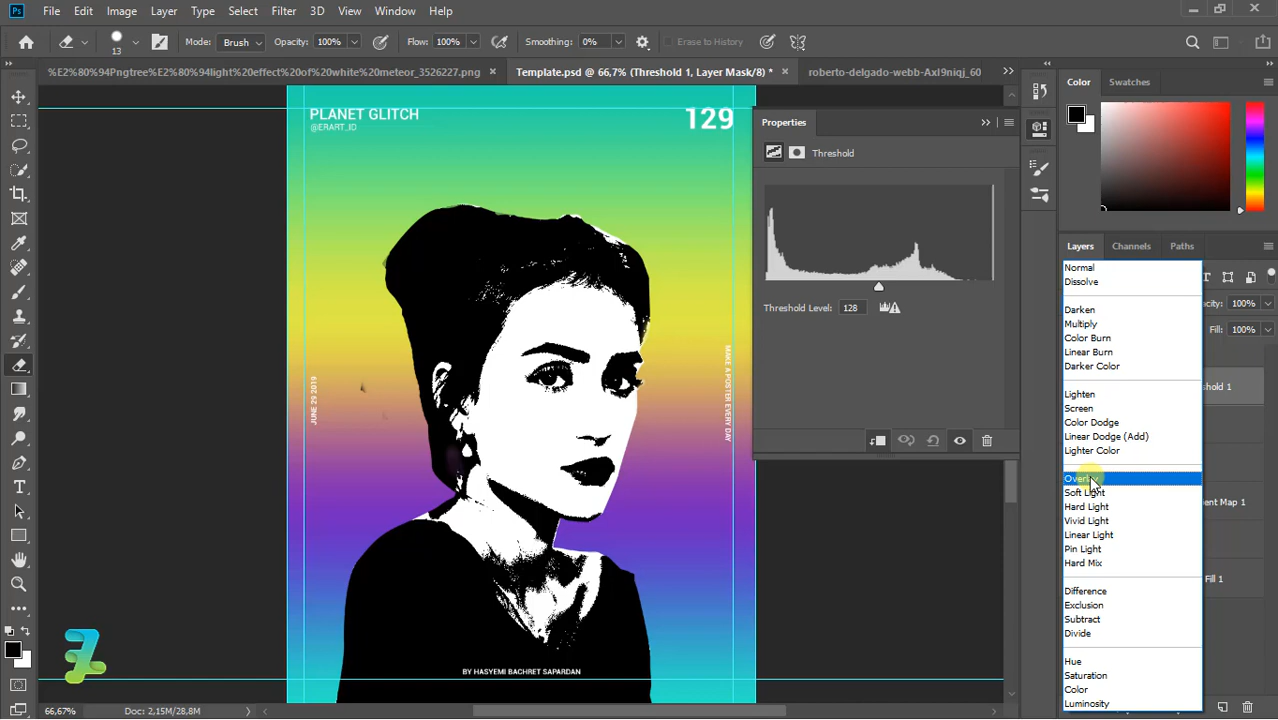 Ps File Edit Image Layer Type Select Filter 3D View Window Help
13 Mode: Brush Opacity: 100% Flow: 100% Smoothing: 0% Erase to History
%E2%80%94Pngtree%E2%80%94light%20effect%20of%20white%20meteor_3526227.png Template.psd @ 66,7% (Threshold 1, Layer Mask/8) * roberto-delgado-webb-AxI9niqj_60
Color Swatches
PLANET GLITCH
@ERART_ID
129
JUNE 29 2019
MAKE A POSTER EVERY DAY
BY HASYEMI BACHRET SAPARDAN
Properties
Threshold
Threshold Level: 128
Layers Channels Paths
Normal
Dissolve
Darken
Multiply
Color Burn
Linear Burn
Darker Color
Lighten
Screen
Color Dodge
Linear Dodge (Add)
Lighter Color
Overlay
Soft Light
Hard Light
Vivid Light
Linear Light
Pin Light
Hard Mix
Difference
Exclusion
Subtract
Divide
Hue
Saturation
Color
Luminosity
T
acity: 100%
Fill: 100%
shold 1
ent Map 1
Fill 1
66,67% Doc: 2,15M/28,8M